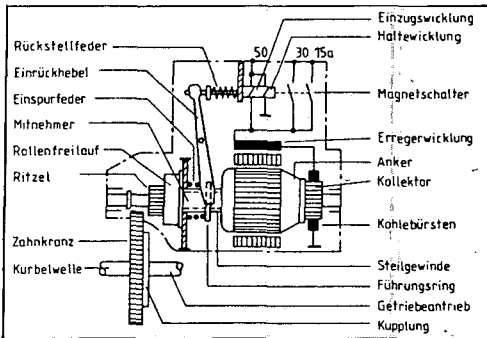 Rückstellfeder
Einrückhebel
Einspurfeder
Mitnehmer
Rollenfreilauf
Ritzel
Zahnkranz
Kurbelwelle
50 30 15a
Einzugswicklung
Haltewicklung
Magnetschalter
Erregerwicklung
Anker
Kollektor
Kohlebürsten
Steilgewinde
Führungsring
Getriebeantrieb
Kupplung